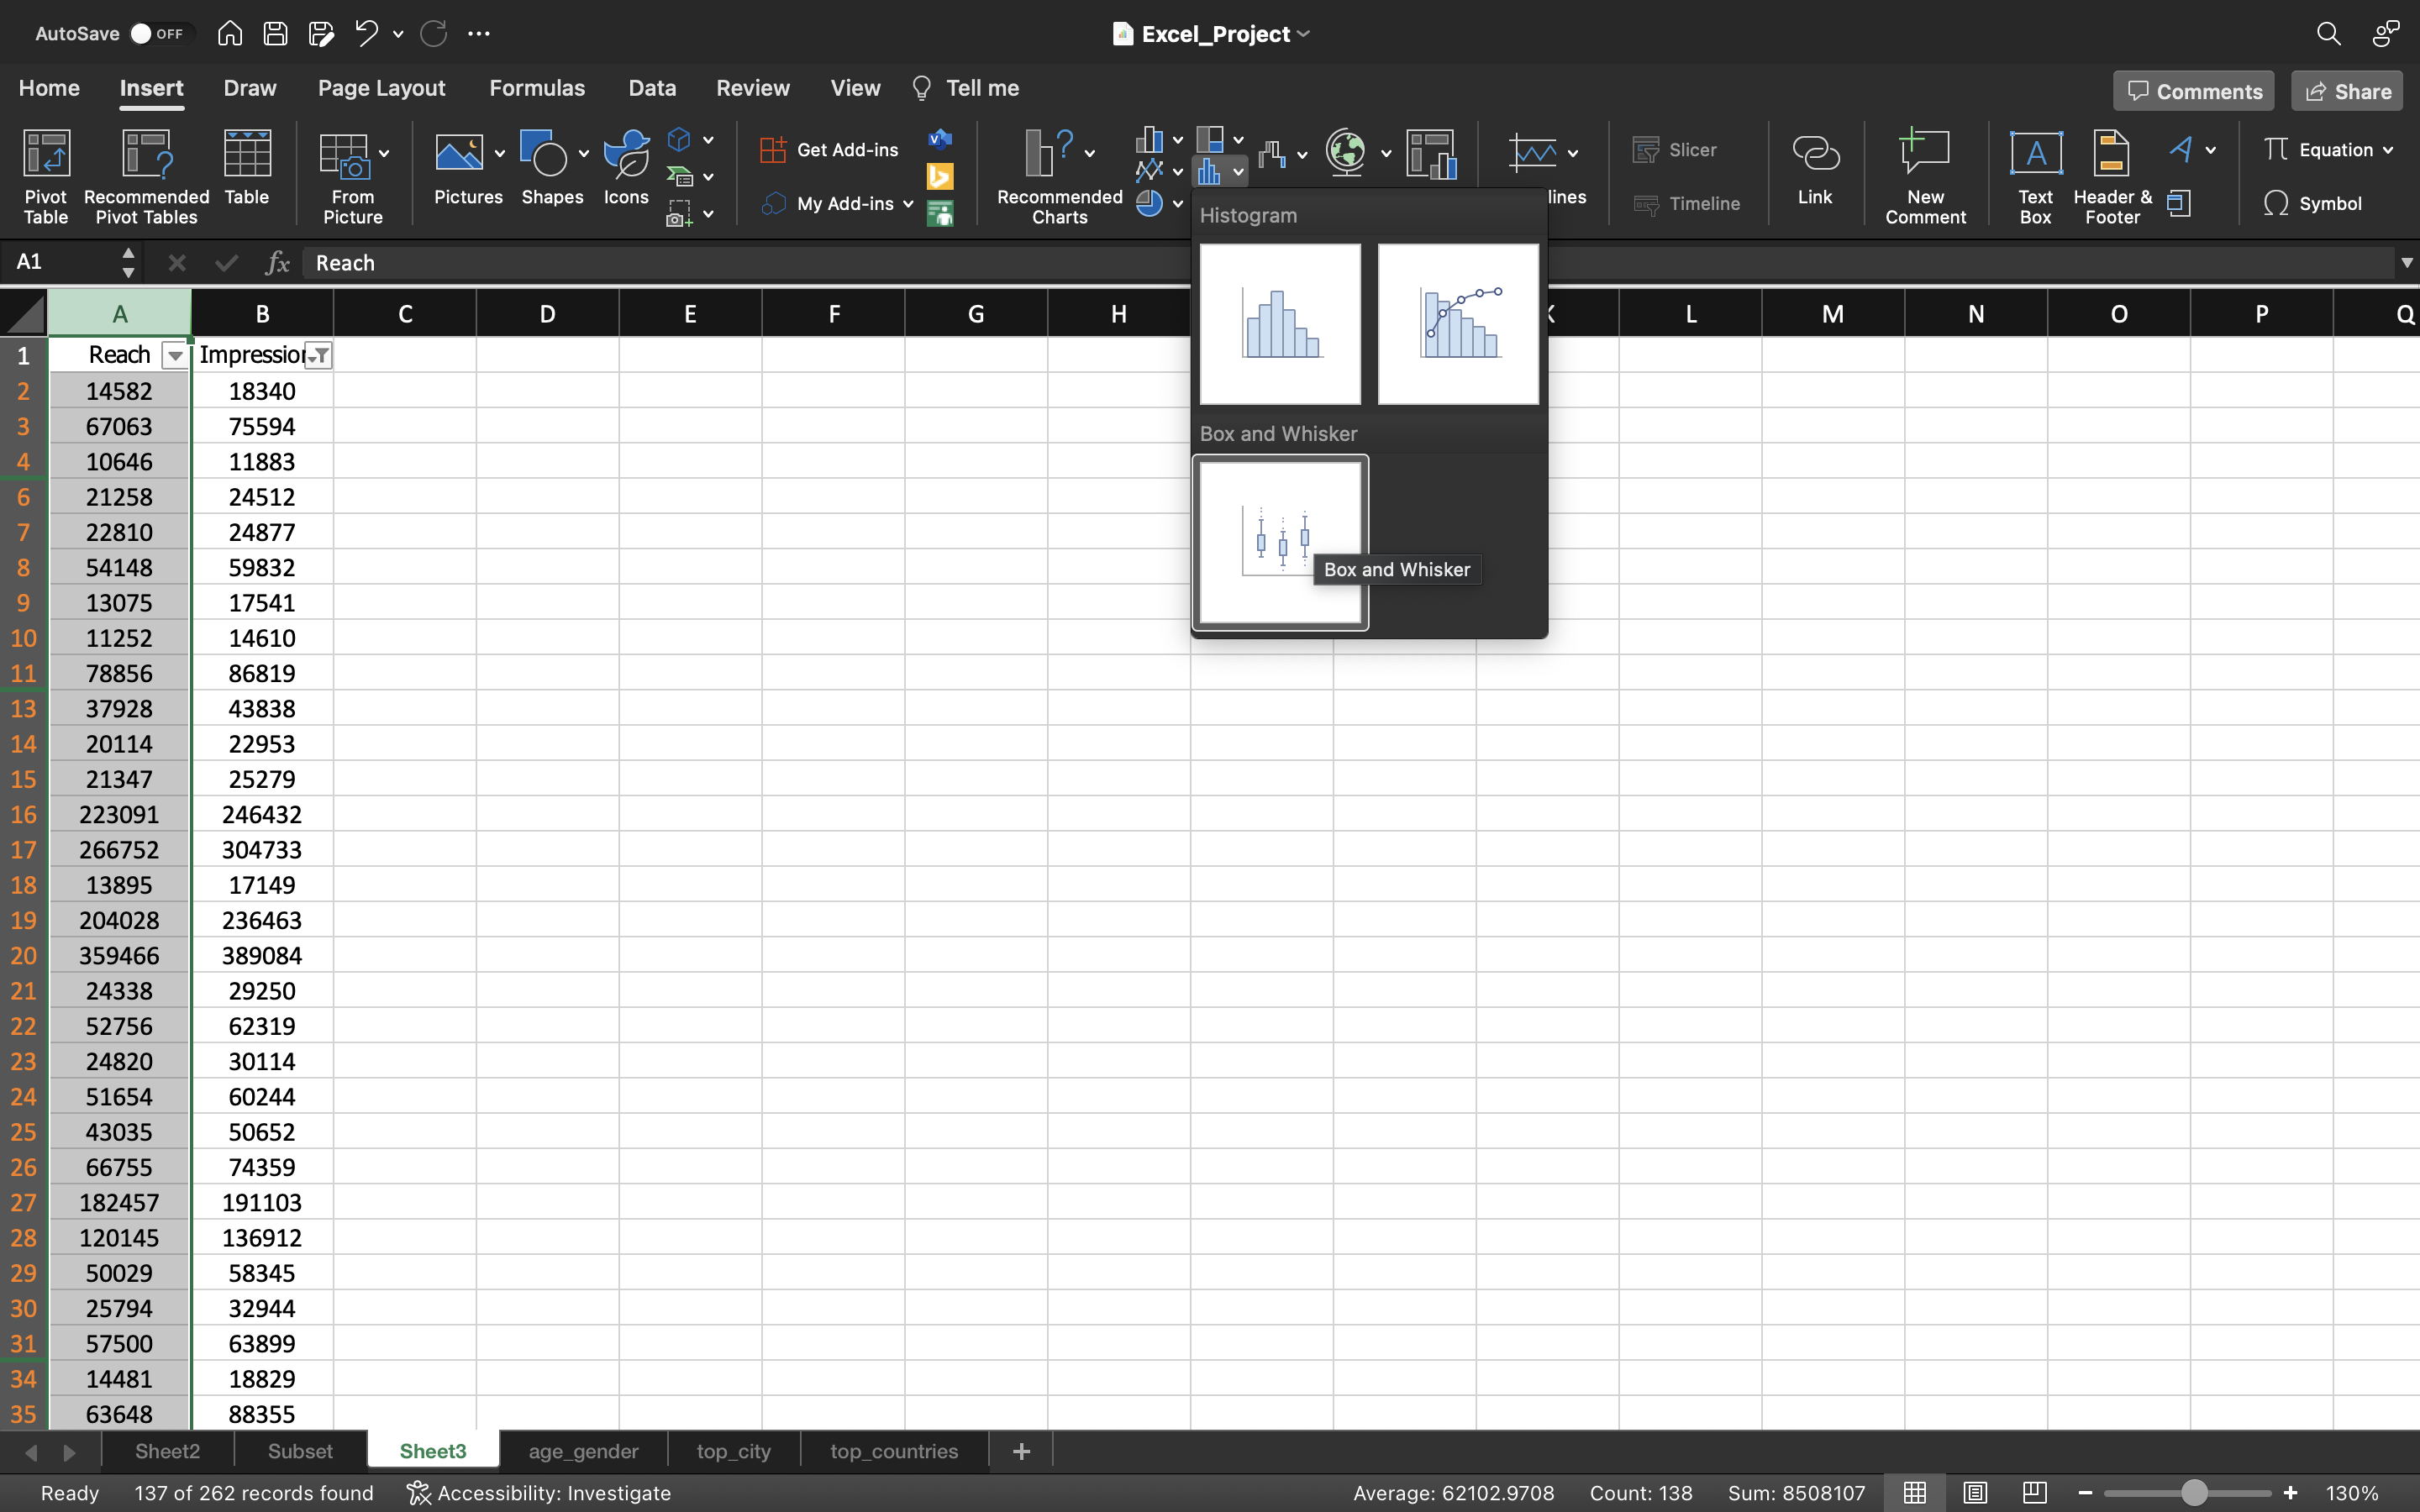 AutoSave OFF Excel_Project
Home Insert Draw Page Layout Formulas Data Review View Tell me Comments Share
Pivot Table
Recommended Pivot Tables
Table
From Picture
Pictures
Shapes
Icons
Get Add-ins
My Add-ins
Recommended Charts
lines
Slicer
Timeline
Link
New Comment
Text Box
Header & Footer
Equation
Symbol
Histogram
Box and Whisker
Box and Whisker
A1 fx Reach
A B C D E F G H K L M N O P Q
1 Reach Impression
2 14582 18340
3 67063 75594
4 10646 11883
6 21258 24512
7 22810 24877
8 54148 59832
9 13075 17541
10 11252 14610
11 78856 86819
13 37928 43838
14 20114 22953
15 21347 25279
16 223091 246432
17 266752 304733
18 13895 17149
19 204028 236463
20 359466 389084
21 24338 29250
22 52756 62319
23 24820 30114
24 51654 60244
25 43035 50652
26 66755 74359
27 182457 191103
28 120145 136912
29 50029 58345
30 25794 32944
31 57500 63899
34 14481 18829
35 63648 88355
Sheet2 Subset Sheet3 age_gender top_city top_countries +
Ready 137 of 262 records found Accessibility: Investigate Average: 62102.9708 Count: 138 Sum: 8508107 130%